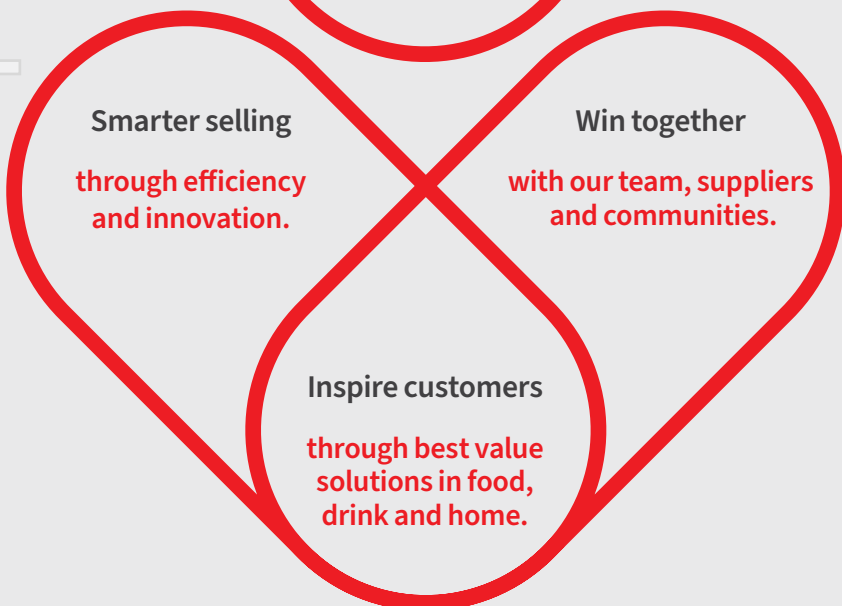 Smarter selling
through efficiency
and innovation.
Win together
with our team, suppliers
and communities.
Inspire customers
through best value
solutions in food,
drink and home.